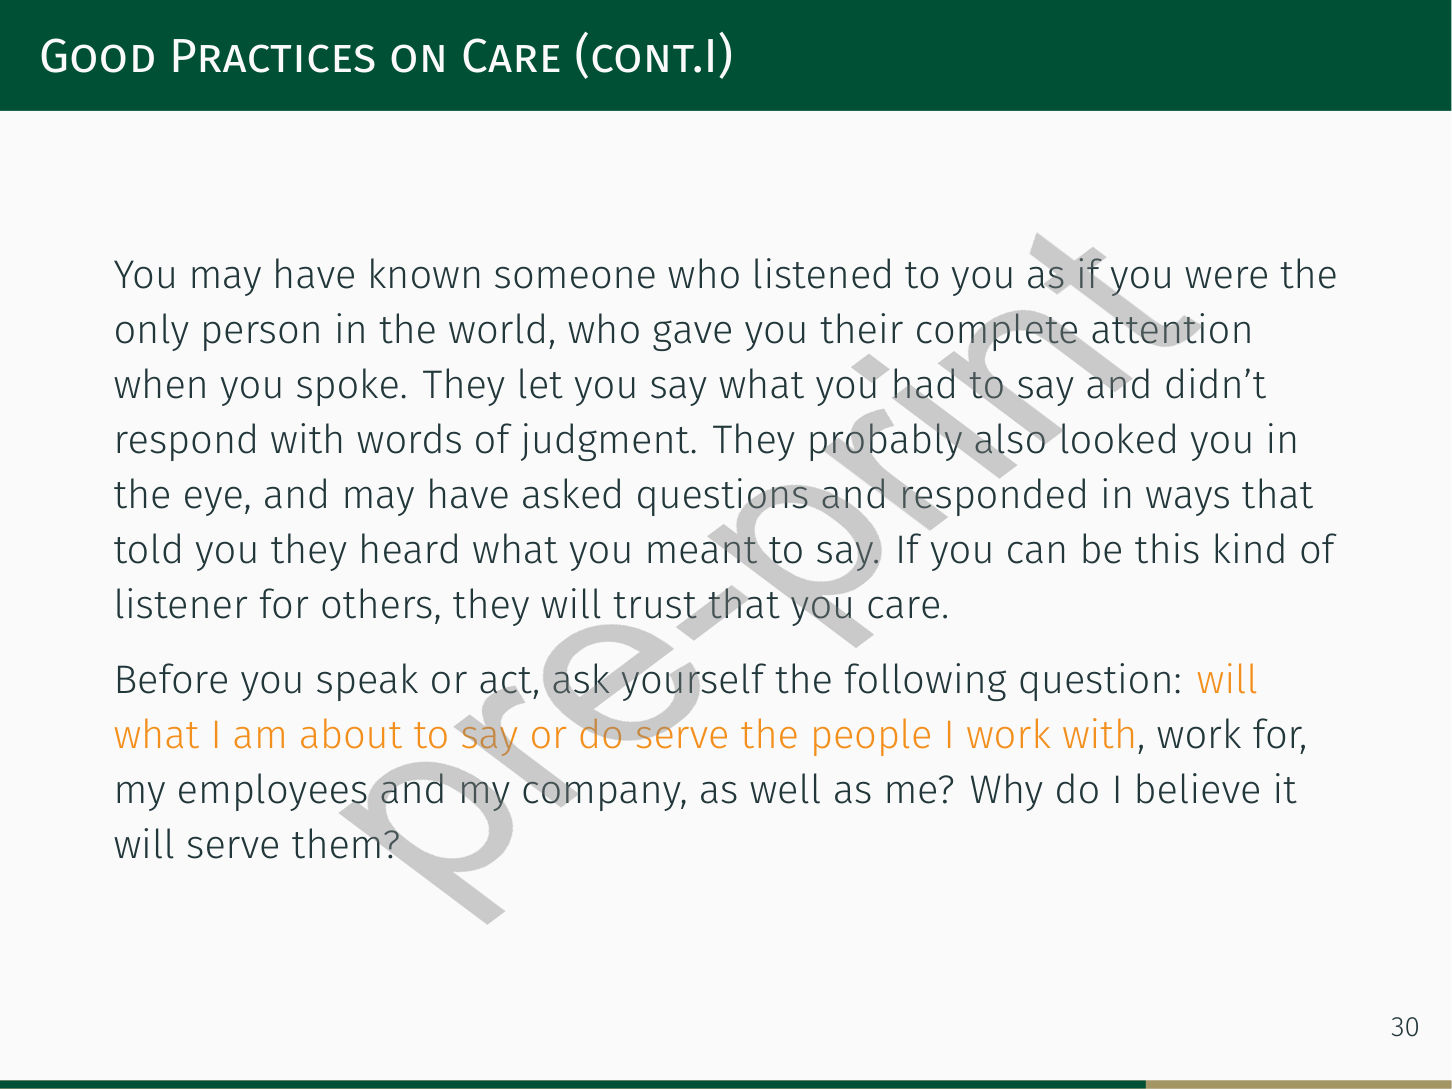 Good Practices on Care (cont.I)
You may have known someone who listened to you as if you were the
only person in the world, who gave you their complete attention
when you spoke. They let you say what you had to say and didn’t
respond with words of judgment. They probably also looked you in
the eye, and may have asked questions and responded in ways that
told you they heard what you meant to say. If you can be this kind of
listener for others, they will trust that you care.
Before you speak or act, ask yourself the following question: will
what I am about to say or do serve the people I work with, work for,
my employees and my company, as well as me? Why do I believe it
will serve them?
pre-print
30